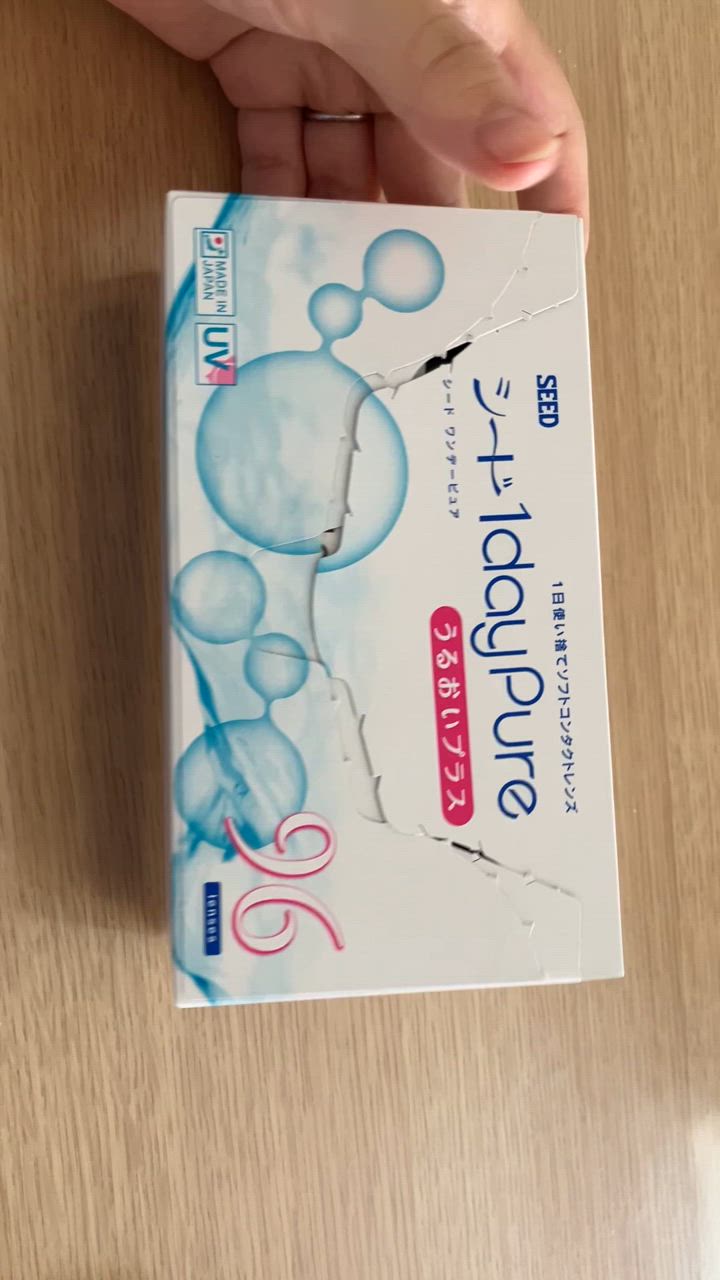 1日使い捨てソフトコンタクトレンズ
SEED
シード1dayPure
シード ワンデーピュア
うるおいプラス
MADE IN
JAPAN
UV
96
lenses